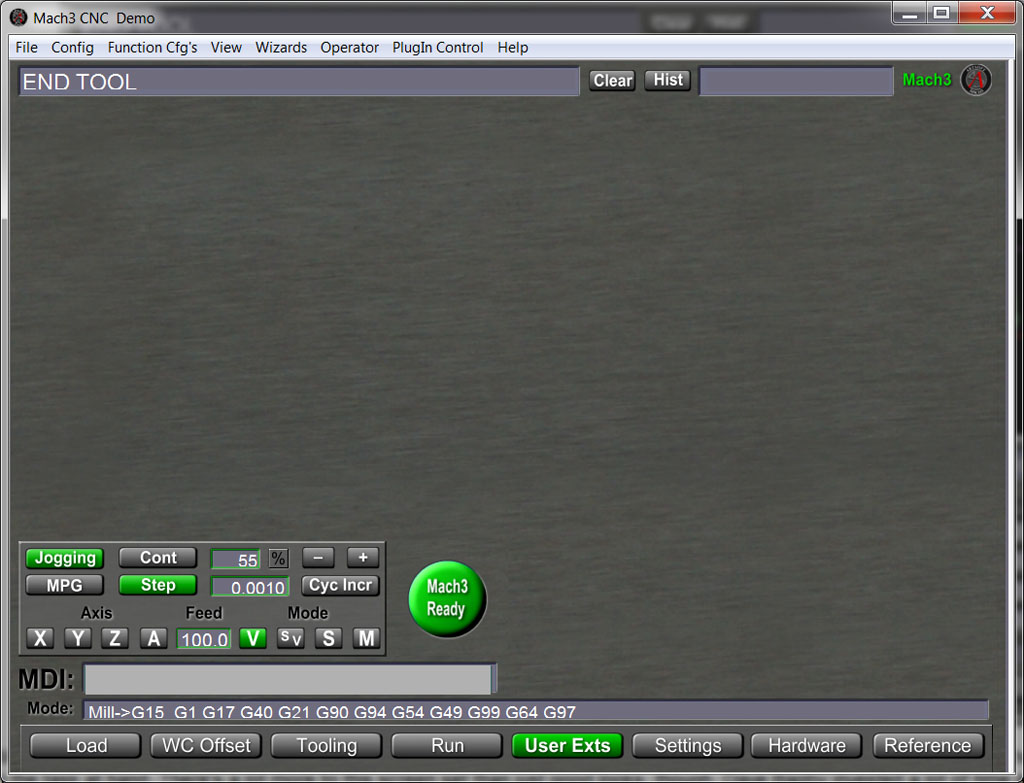 Mach3 CNC  Demo
File Config Function Cfg's View Wizards Operator PlugIn Control Help
END TOOL Clear Hist Mach3
Jogging Cont 55 % - +
MPG Step 0.0010 Cyc Incr
Axis Feed Mode
X Y Z A 100.0 V S V S M
Mach3
Ready
MDI:
Mode: Mill->G15  G1 G17 G40 G21 G90 G94 G54 G49 G99 G64 G97
Load WC Offset Tooling Run User Exts Settings Hardware Reference